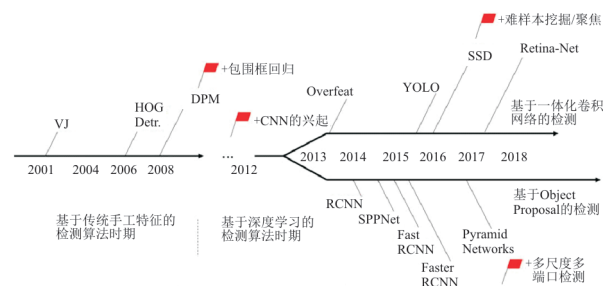 +难样本挖掘/聚焦
Retina-Net
SSD
+包围框回归
DPM
YOLO
Overfeat
HOG
Detr.
VJ
+CNN的兴起
基于一体化卷积
网络的检测
2001 2004 2006 2008 … 2012 2013 2014 2015 2016 2017 2018
RCNN
SPPNet
Fast
RCNN
Faster
RCNN
Pyramid
Networks
基于Object
Proposal的检测
基于传统手工特征的
检测算法时期
基于深度学习的
检测算法时期
+多尺度多
端口检测